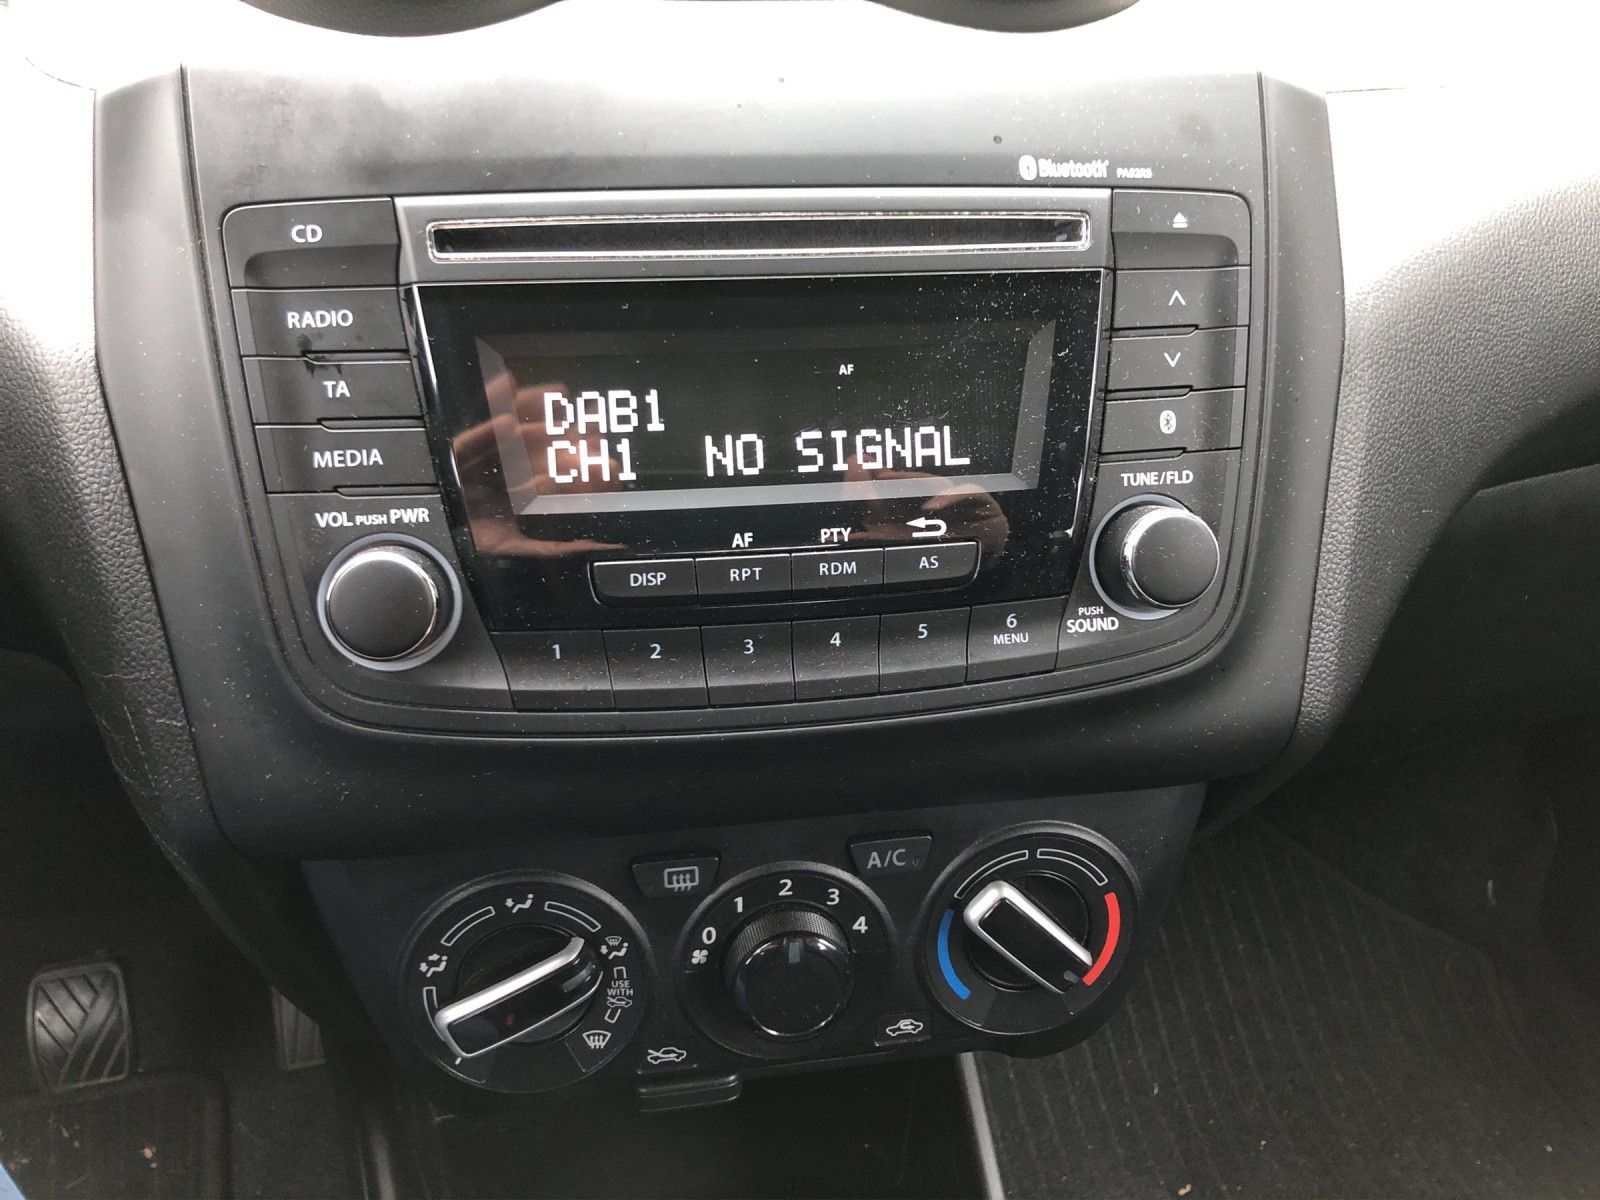 Bluetooth
CD
RADIO
TA
MEDIA
AF
DAB1
CH1 NO SIGNAL
TUNE/FLD
VOL PUSH PWR
AF PTY
DISP RPT RDM AS
1 2 3 4 5 6
MENU
PUSH
SOUND
A/C
0 1 2 3 4
USE
WITH